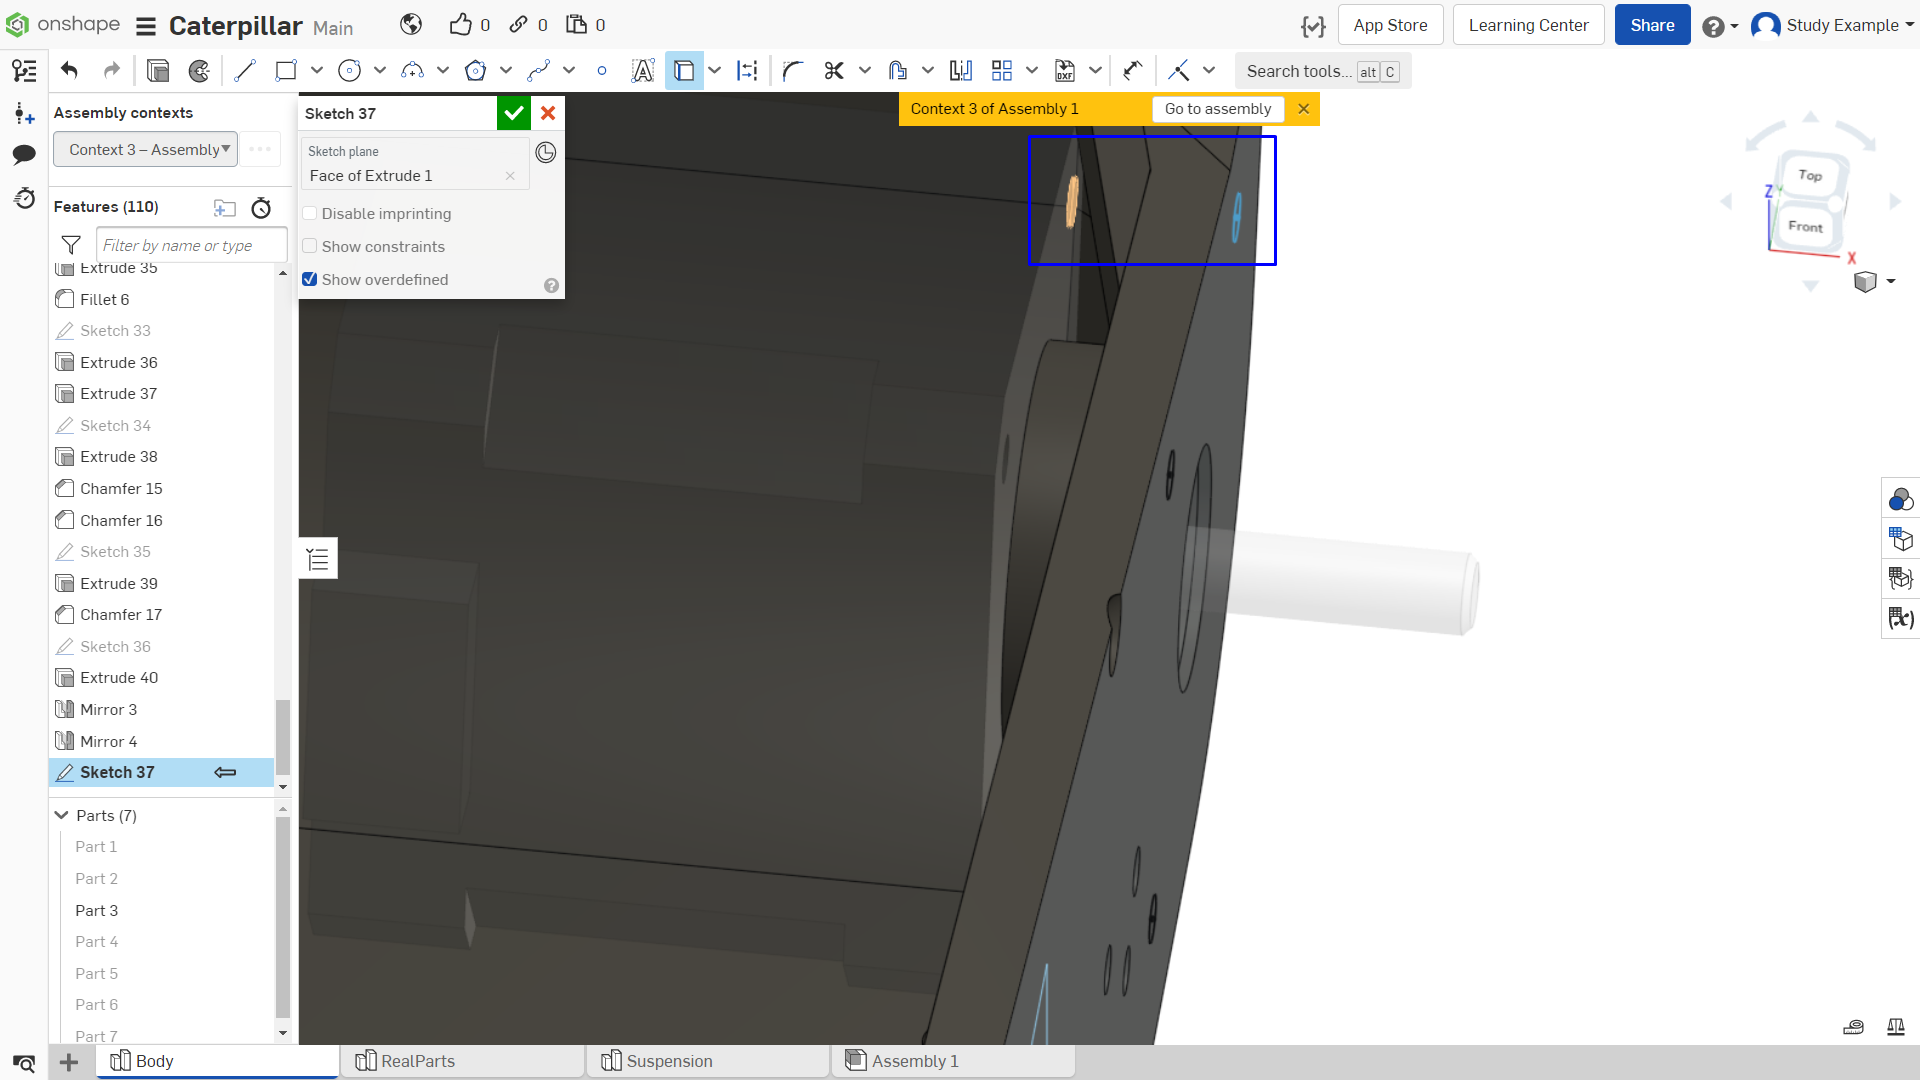 onshape
Caterpillar Main
0
0
0
App Store
Learning Center
Share
Study Example
Search tools... alt C
Assembly contexts
Context 3 – Assembly
Features (110)
Filter by name or type
Extrude 35
Fillet 6
Sketch 33
Extrude 36
Extrude 37
Sketch 34
Extrude 38
Chamfer 15
Chamfer 16
Sketch 35
Extrude 39
Chamfer 17
Sketch 36
Extrude 40
Mirror 3
Mirror 4
Sketch 37
Parts (7)
Part 1
Part 2
Part 3
Part 4
Part 5
Part 6
Part 7
Sketch 37
Sketch plane
Face of Extrude 1
Disable imprinting
Show constraints
Show overdefined
Context 3 of Assembly 1
Go to assembly
Top
Front
Z
Y
X
Body
RealParts
Suspension
Assembly 1